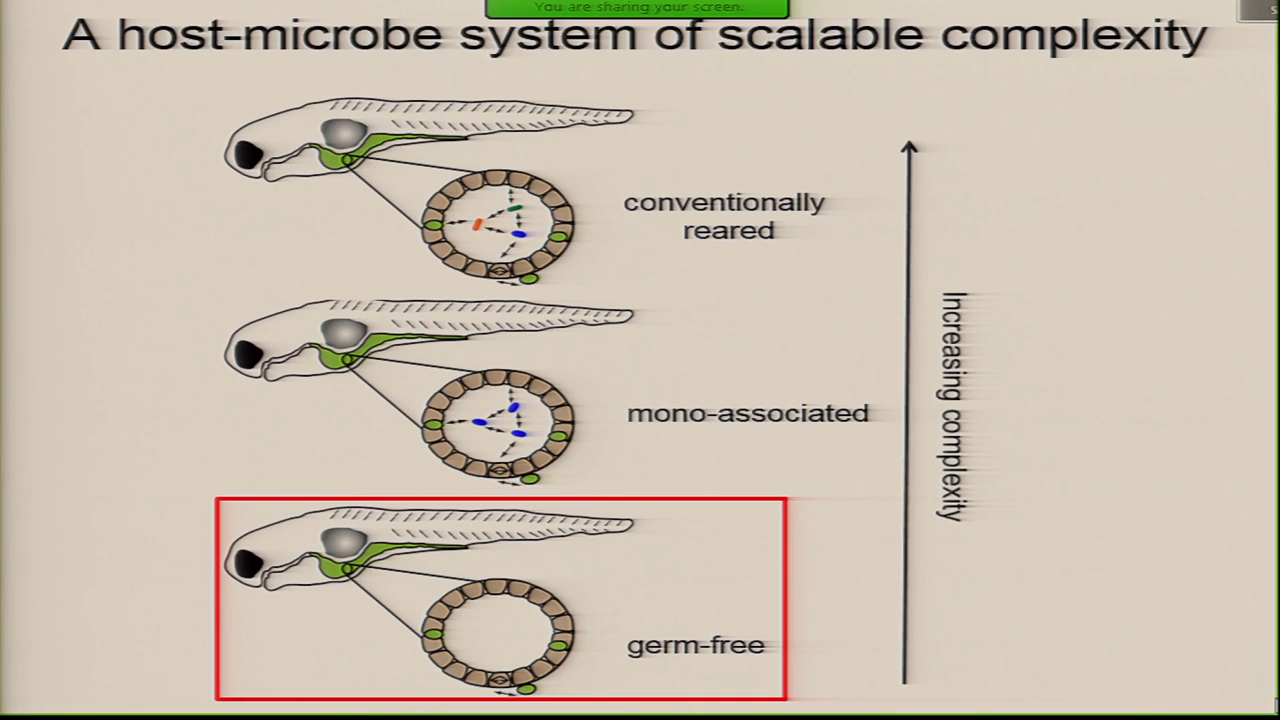 You are sharing your screen.
A host-microbe system of scalable complexity
conventionally
reared
mono-associated
Increasing complexity
germ-free